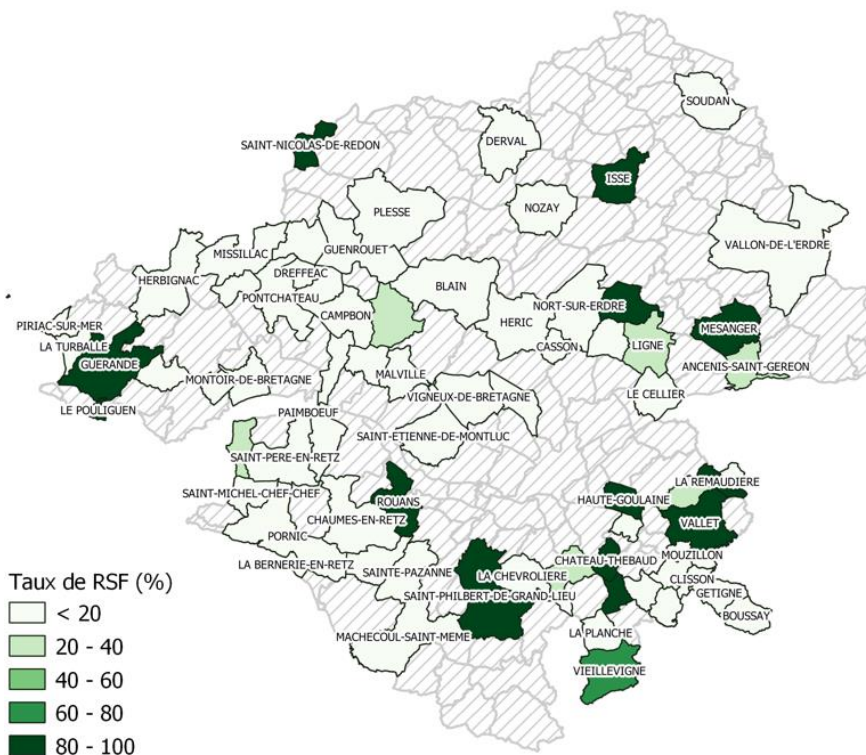 SOUDAN
SAINT-NICOLAS-DE-REDON
DERVAL
ISSE
PLESSE
NOZAY
VALLON-DE-L'ERDRE
MISSILLAC
GUENROUET
HERBIGNAC
DREFFEAC
BLAIN
PONTCHATEAU
NORT-SUR-ERDRE
CAMPBON
HERIC
PIRIAC-SUR-MER
MESANGER
LA TURBALLE
CASSON
LIGNE
GUERANDE
ANCENIS-SAINT-GEREON
MALVILLE
MONTOIR-DE-BRETAGNE
LE CELLIER
VIGNEUX-DE-BRETAGNE
LE POULIGUEN
PAIMBOEUF
SAINT-ETIENNE-DE-MONTLUC
SAINT-PERE-EN-RETZ
LA REMAUDIERE
SAINT-MICHEL-CHEF-CHEF
ROUANS
HAUTE-GOULAINE
CHAUMES-EN-RETZ
VALLET
PORNIC
MOUZILLON
CHATEAU-THEBAUD
LA BERNERIE-EN-RETZ
SAINTE-PAZANNE
LA CHEVROLIERE
CLISSON
SAINT-PHILBERT-DE-GRAND-LIEU
GETIGNE
BOUSSAY
LA PLANCHE
MACHECOUL-SAINT-MEME
VIEILLEVIGNE
Taux de RSF (%)
< 20
20 - 40
40 - 60
60 - 80
80 - 100